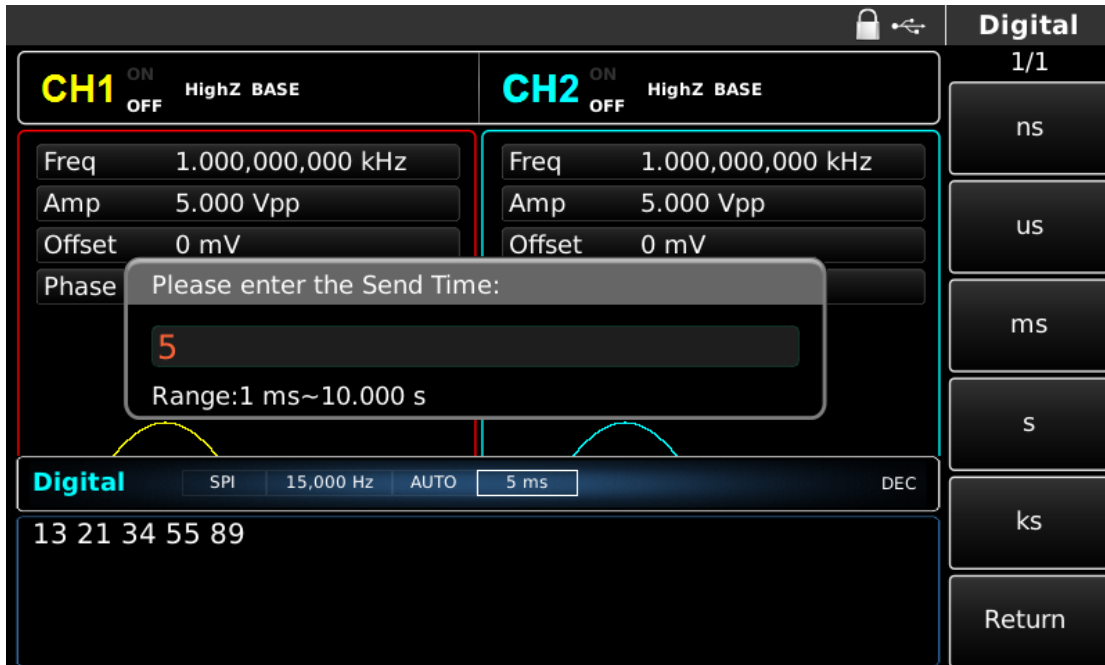 Digital
1/1
CH1 ON OFF HighZ BASE
CH2 ON OFF HighZ BASE
Freq 1.000,000,000 kHz
Amp 5.000 Vpp
Offset 0 mV
Phase
Freq 1.000,000,000 kHz
Amp 5.000 Vpp
Offset 0 mV
Please enter the Send Time:
5
Range:1 ms~10.000 s
Digital SPI 15,000 Hz AUTO 5 ms DEC
13 21 34 55 89
ns
us
ms
s
ks
Return